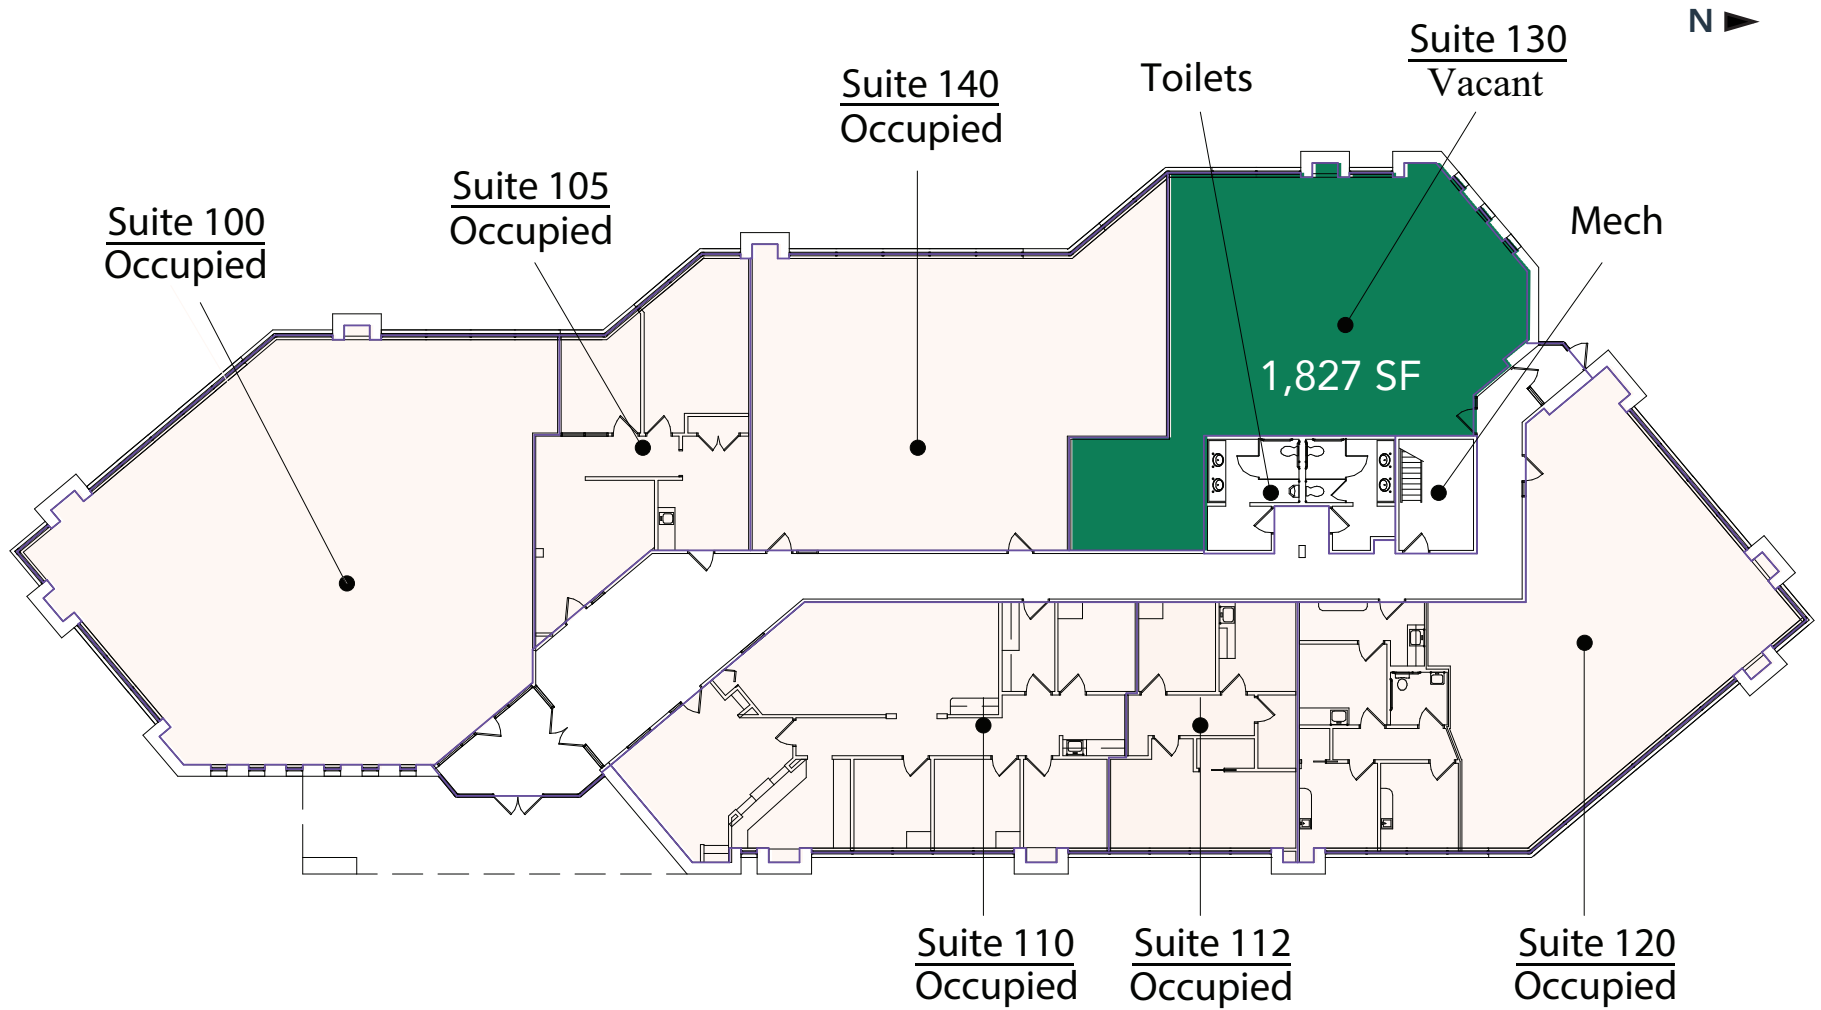 N
Suite 130
Vacant
Toilets
Suite 140
Occupied
Suite 105
Occupied
Suite 100
Occupied
Mech
1,827 SF
Suite 110
Occupied
Suite 112
Occupied
Suite 120
Occupied